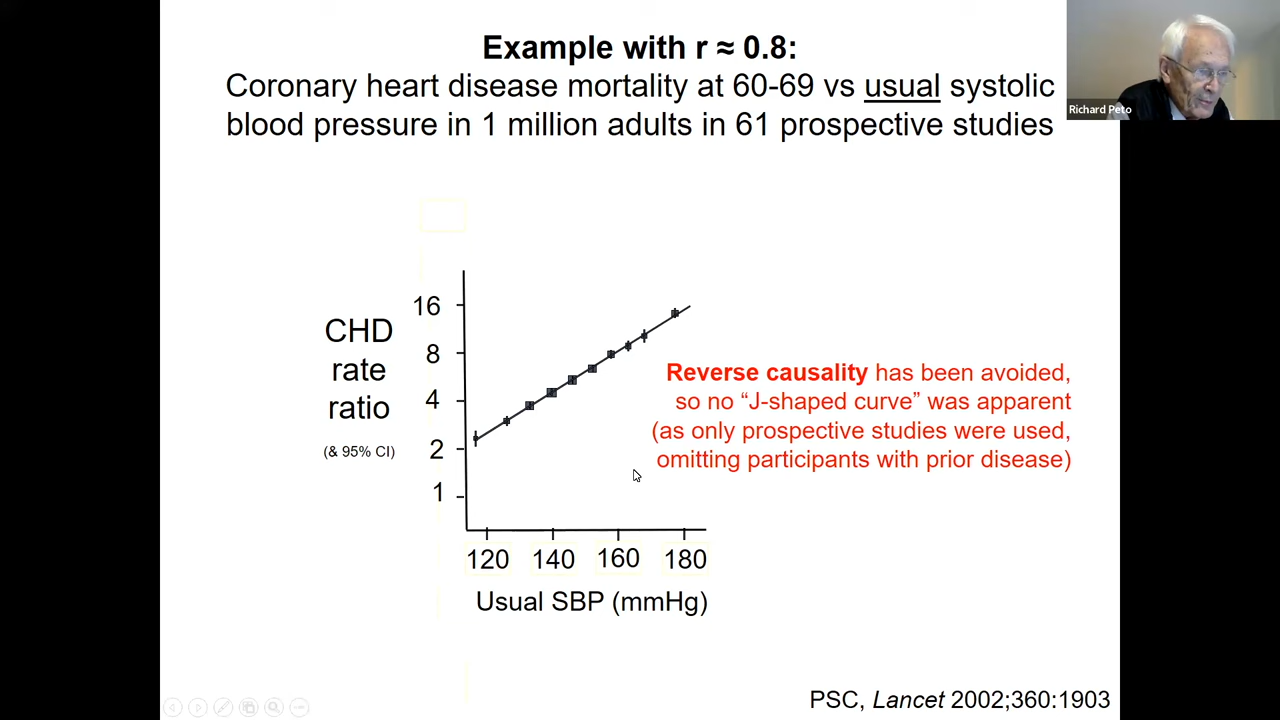 Example with r ≈ 0.8:
Coronary heart disease mortality at 60-69 vs usual systolic
blood pressure in 1 million adults in 61 prospective studies
Richard Peto
16
8
4
2
1
CHD
rate
ratio
(& 95% CI)
Reverse causality has been avoided,
so no “J-shaped curve” was apparent
(as only prospective studies were used,
omitting participants with prior disease)
120 140 160 180
Usual SBP (mmHg)
PSC, Lancet 2002;360:1903